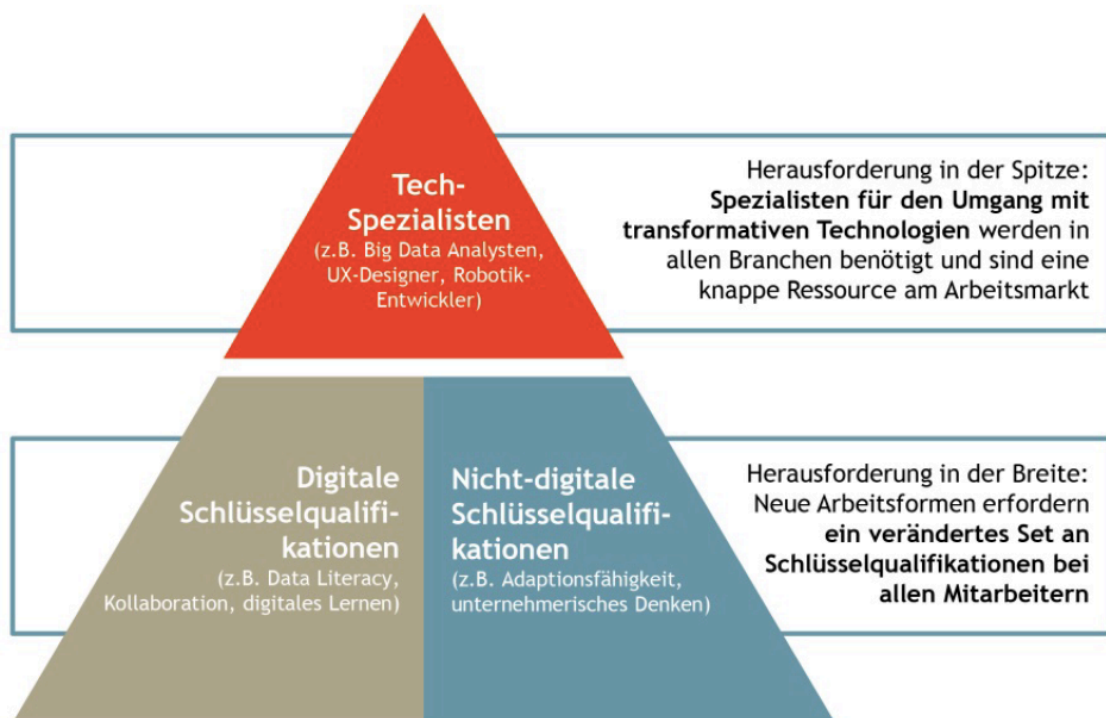 Tech-
Spezialisten
(z.B. Big Data Analysten,
UX-Designer, Robotik-
Entwickler)
Herausforderung in der Spitze:
Spezialisten für den Umgang mit
transformativen Technologien werden in
allen Branchen benötigt und sind eine
knappe Ressource am Arbeitsmarkt
Digitale
Schlüsselqualifi-
kationen
(z.B. Data Literacy,
Kollaboration, digitales Lernen)
Nicht-digitale
Schlüsselqualifi-
kationen
(z.B. Adaptionsfähigkeit,
unternehmerisches Denken)
Herausforderung in der Breite:
Neue Arbeitsformen erfordern
ein verändertes Set an
Schlüsselqualifikationen bei
allen Mitarbeitern